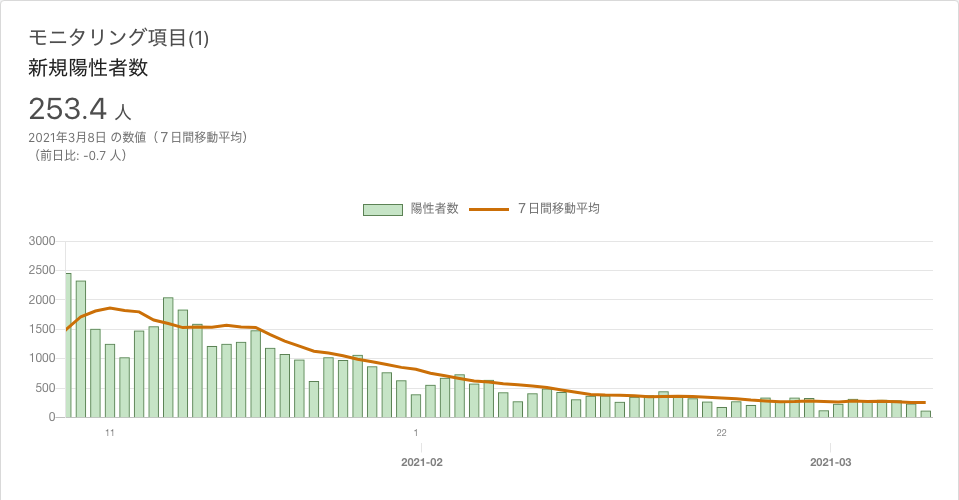 モニタリング項目(1)
新規陽性者数
253.4 人
2021年3月8日 の数値（７日間移動平均）
（前日比: -0.7 人）
陽性者数 ７日間移動平均
3000
2500
2000
1500
1000
500
0
11 1 22
2021-02 2021-03